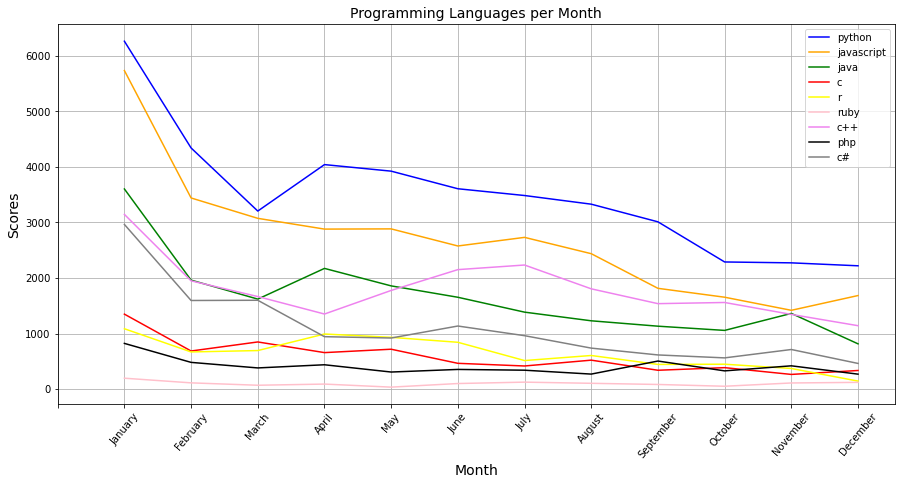 Programming Languages per Month
python
javascript
java
c
r
ruby
c++
php
c#
Scores
6000
5000
4000
3000
2000
1000
0
January
February
March
April
May
June
July
August
September
October
November
December
Month